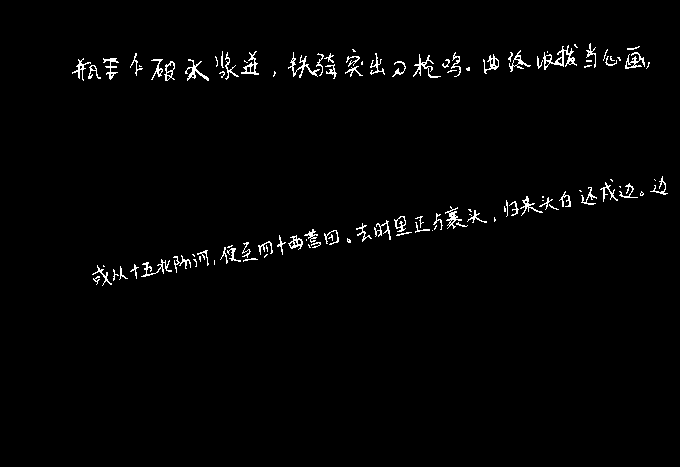 瓶乍破水浆迸，铁骑突出刀枪鸣。曲终收拨当心画，
或从十五北防河，便至四十西营田。去时里正与裹头，归来头白还戍边。边